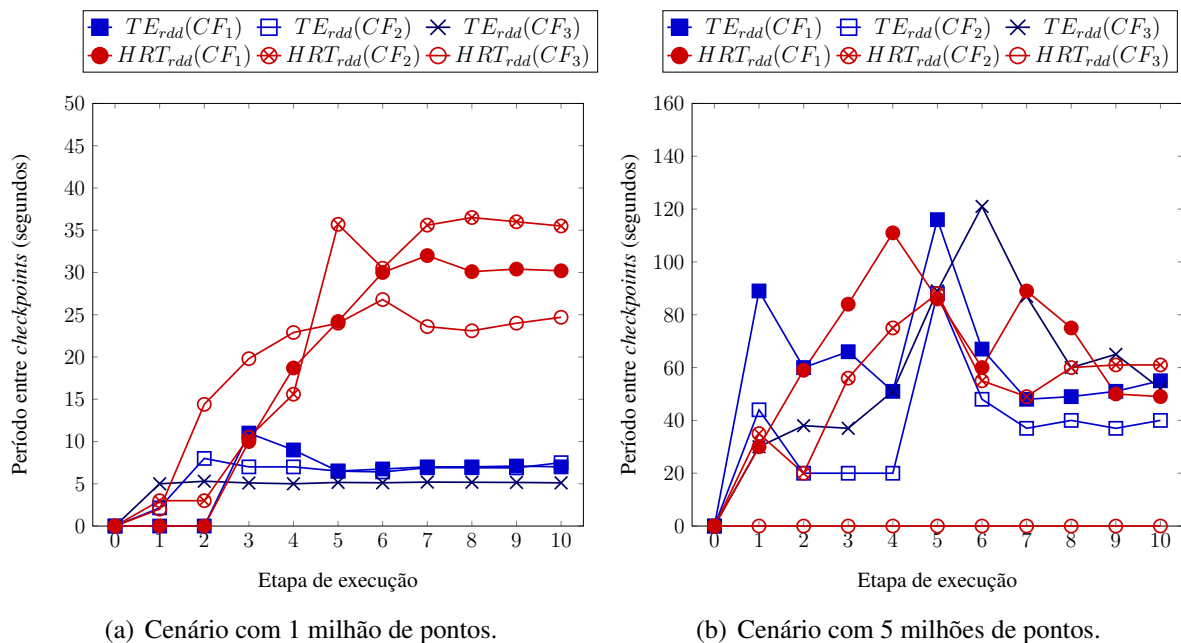 TE_rdd(CF_1) TE_rdd(CF_2) TE_rdd(CF_3)
HRT_rdd(CF_1) HRT_rdd(CF_2) HRT_rdd(CF_3)
50
45
40
35
30
25
20
15
10
5
0
Período entre checkpoints (segundos)
0 1 2 3 4 5 6 7 8 9 10
Etapa de execução
(a) Cenário com 1 milhão de pontos.
TE_rdd(CF_1) TE_rdd(CF_2) TE_rdd(CF_3)
HRT_rdd(CF_1) HRT_rdd(CF_2) HRT_rdd(CF_3)
160
140
120
100
80
60
40
20
0
Período entre checkpoints (segundos)
0 1 2 3 4 5 6 7 8 9 10
Etapa de execução
(b) Cenário com 5 milhões de pontos.